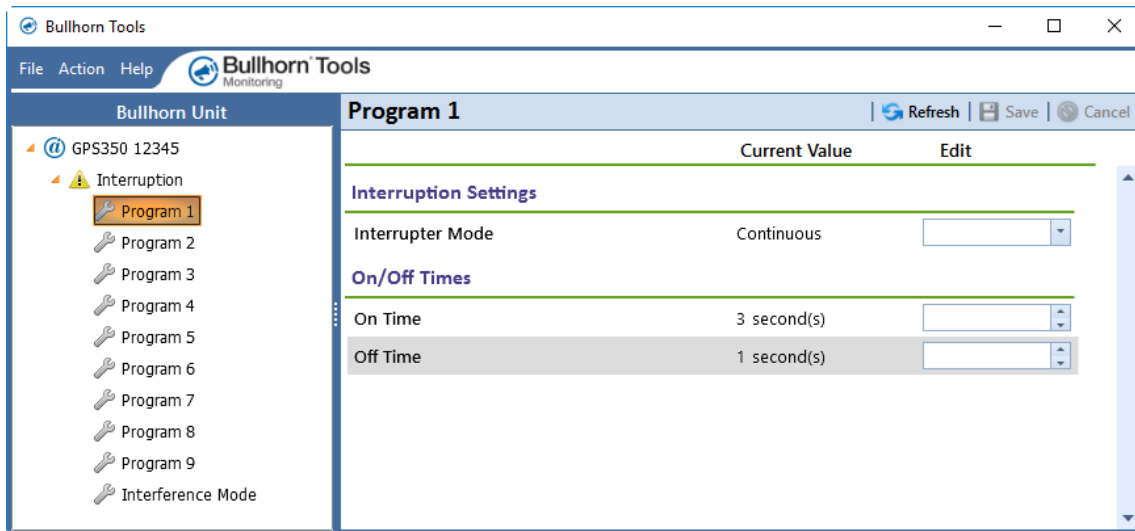 Bullhorn Tools
File Action Help Bullhorn® Tools
Monitoring
Bullhorn Unit
Program 1 Refresh Save Cancel
GPS350 12345
Interruption
Program 1
Program 2
Program 3
Program 4
Program 5
Program 6
Program 7
Program 8
Program 9
Interference Mode
Current Value Edit
Interruption Settings
Interrupter Mode Continuous
On/Off Times
On Time 3 second(s)
Off Time 1 second(s)